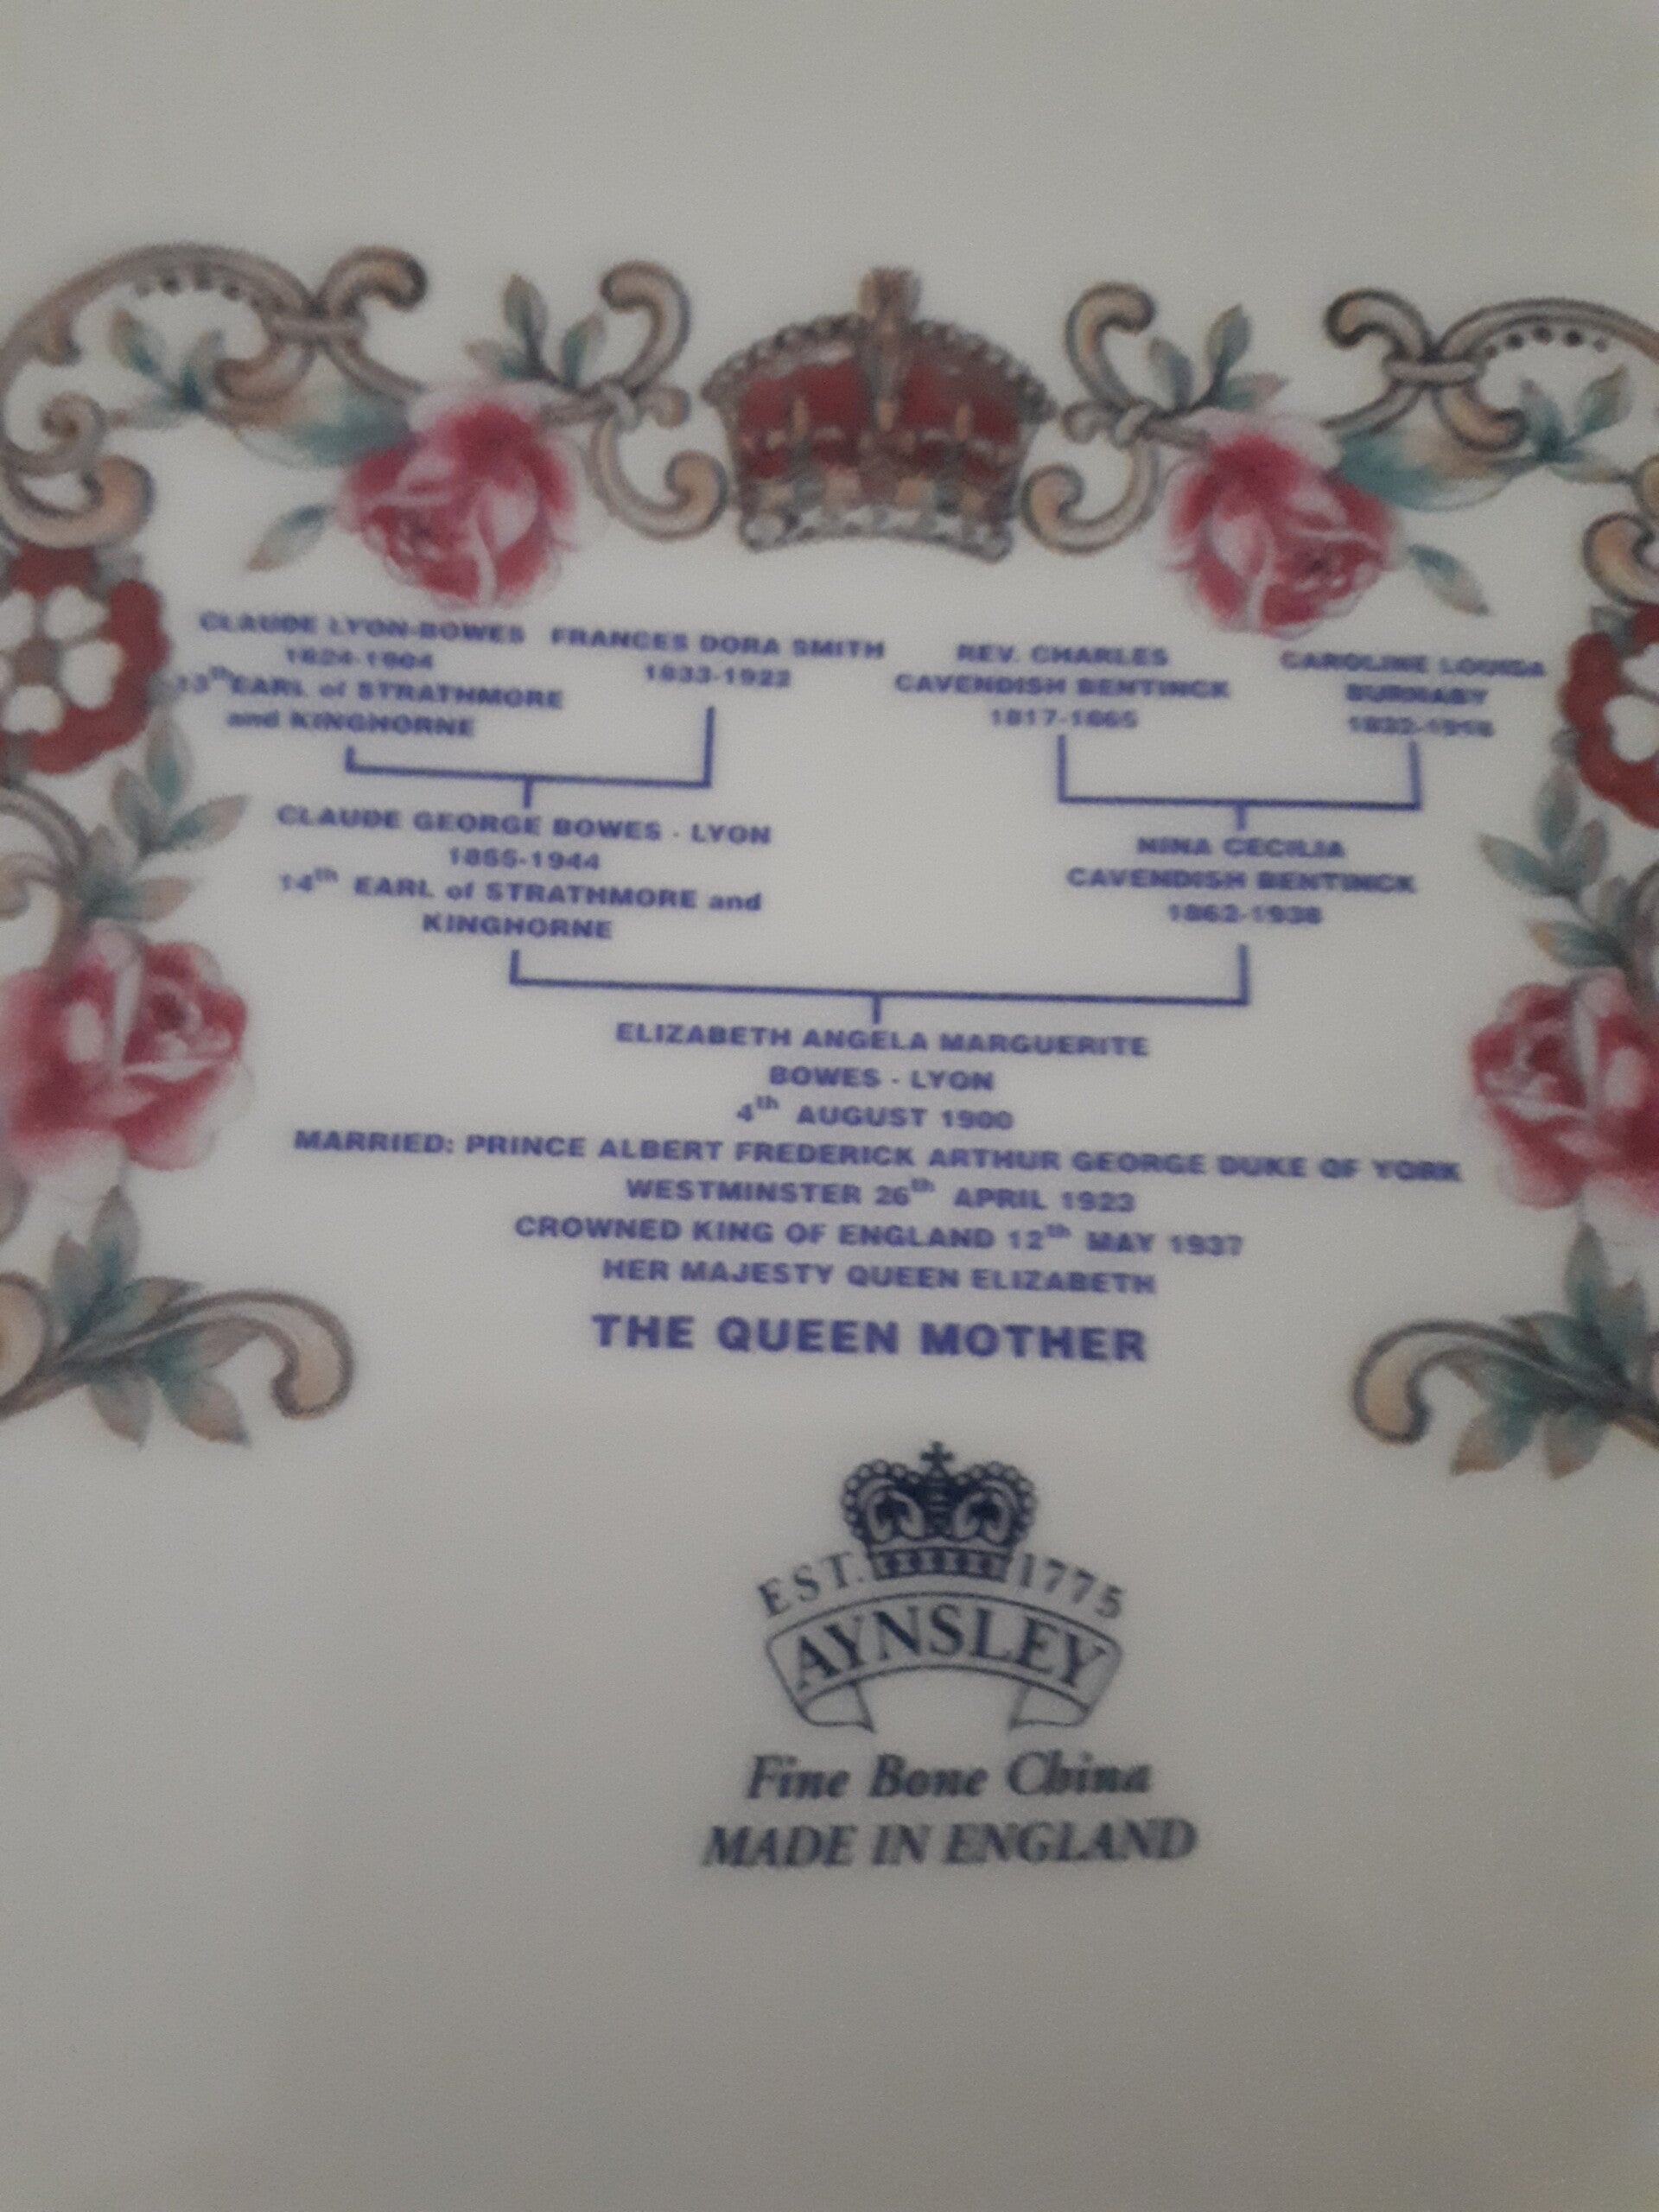 CLAUDE LYON-BOWES
1824-1904
13th EARL of STRATHMORE
and KINGHORNE
FRANCES DORA SMITH
1833-1922
REV. CHARLES
CAVENDISH BENTINCK
1817-1865
CAROLINE LOUISA
BURNABY
1832-1918
CLAUDE GEORGE BOWES - LYON
1855-1944
14th EARL of STRATHMORE and
KINGHORNE
NINA CECILIA
CAVENDISH BENTINCK
1862-1938
ELIZABETH ANGELA MARGUERITE
BOWES - LYON
4th AUGUST 1900
MARRIED: PRINCE ALBERT FREDERICK ARTHUR GEORGE DUKE OF YORK
WESTMINSTER 26th APRIL 1923
CROWNED KING OF ENGLAND 12th MAY 1937
HER MAJESTY QUEEN ELIZABETH
THE QUEEN MOTHER
EST. 1775
AYNSLEY
Fine Bone China
MADE IN ENGLAND